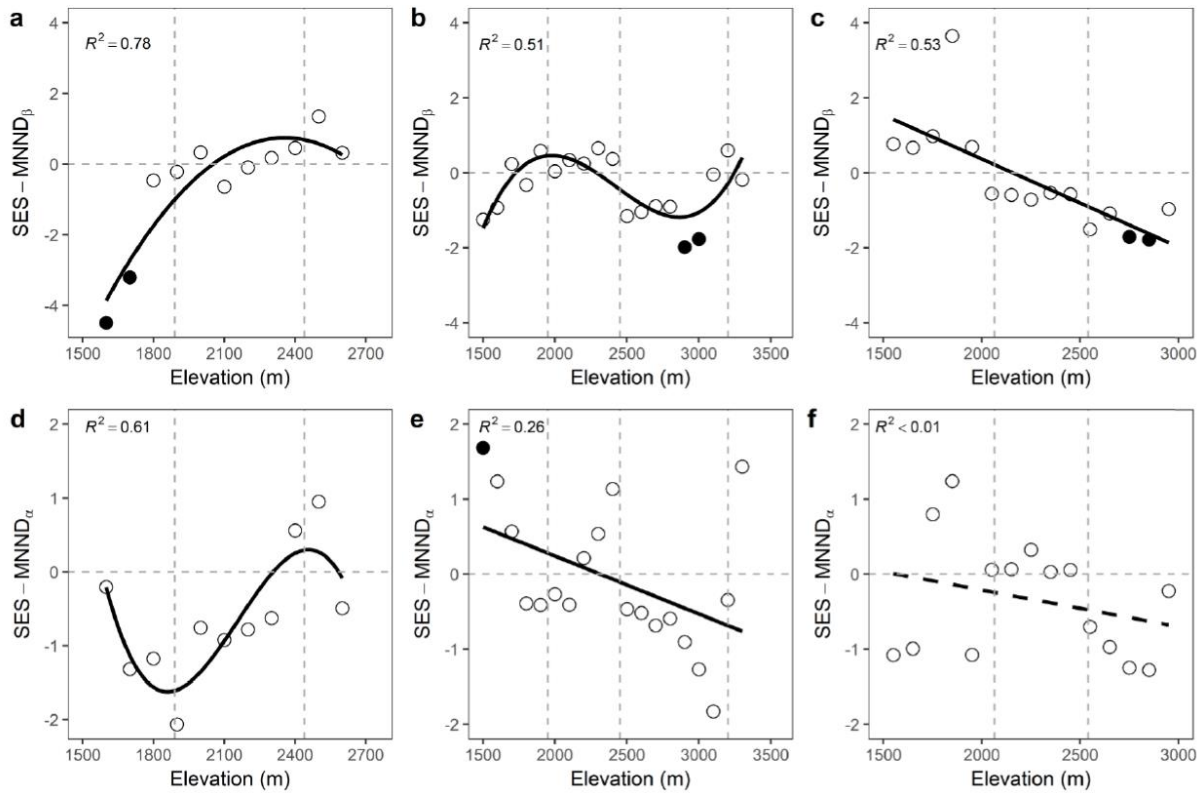 a
R² = 0.78
4
2
0
-2
-4
SES – MNNDβ
1500 1800 2100 2400 2700
Elevation (m)
b
R² = 0.51
4
2
0
-2
-4
SES – MNNDβ
1500 2000 2500 3000 3500
Elevation (m)
c
R² = 0.53
4
2
0
-2
-4
SES – MNNDβ
1500 2000 2500 3000
Elevation (m)
d
R² = 0.61
2
1
0
-1
-2
SES – MNNDα
1500 1800 2100 2400 2700
Elevation (m)
e
R² = 0.26
2
1
0
-1
-2
SES – MNNDα
1500 2000 2500 3000 3500
Elevation (m)
f
R² < 0.01
2
1
0
-1
-2
SES – MNNDα
1500 2000 2500 3000
Elevation (m)